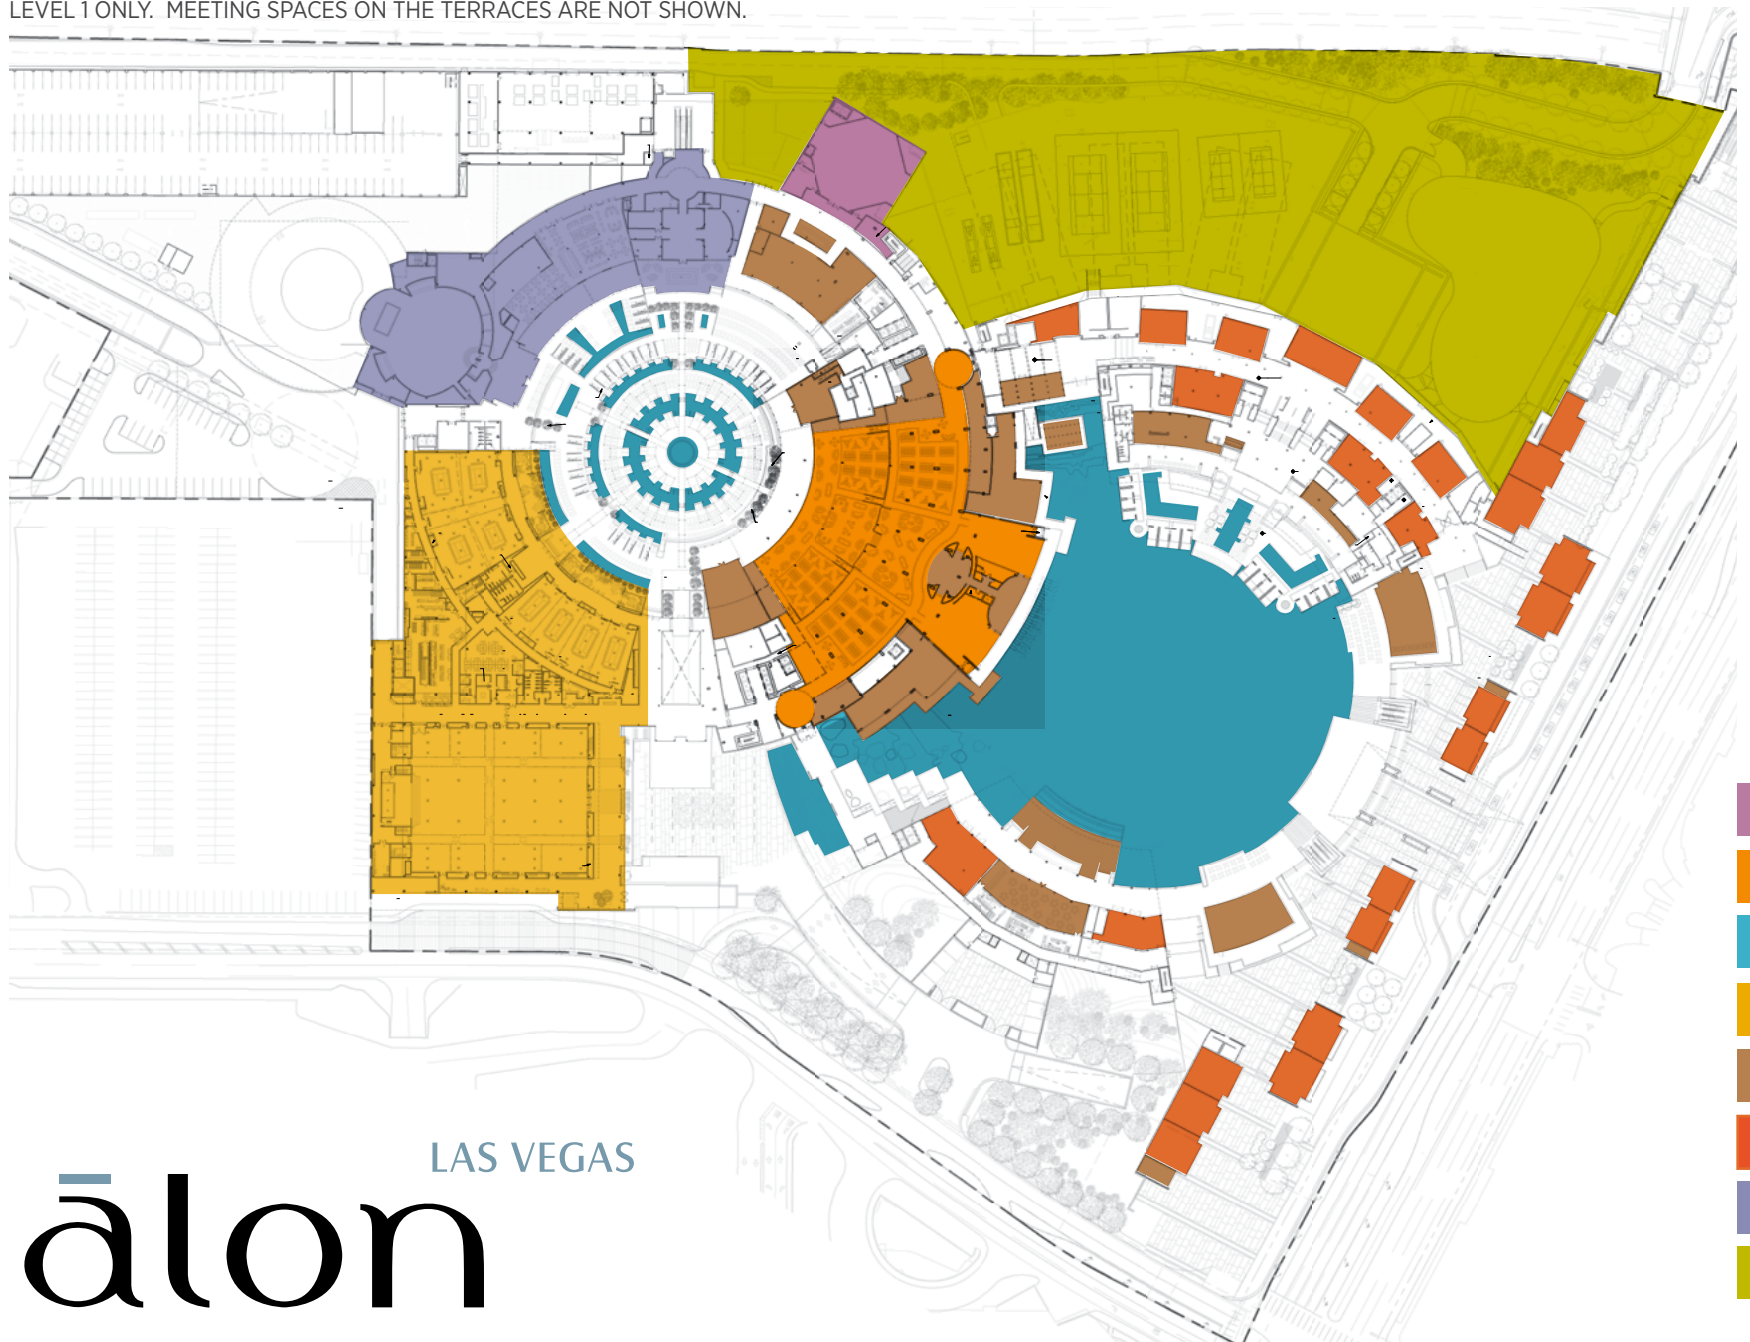 LEVEL 1 ONLY. MEETING SPACES ON THE TERRACES ARE NOT SHOWN.
LAS VEGAS
ālon